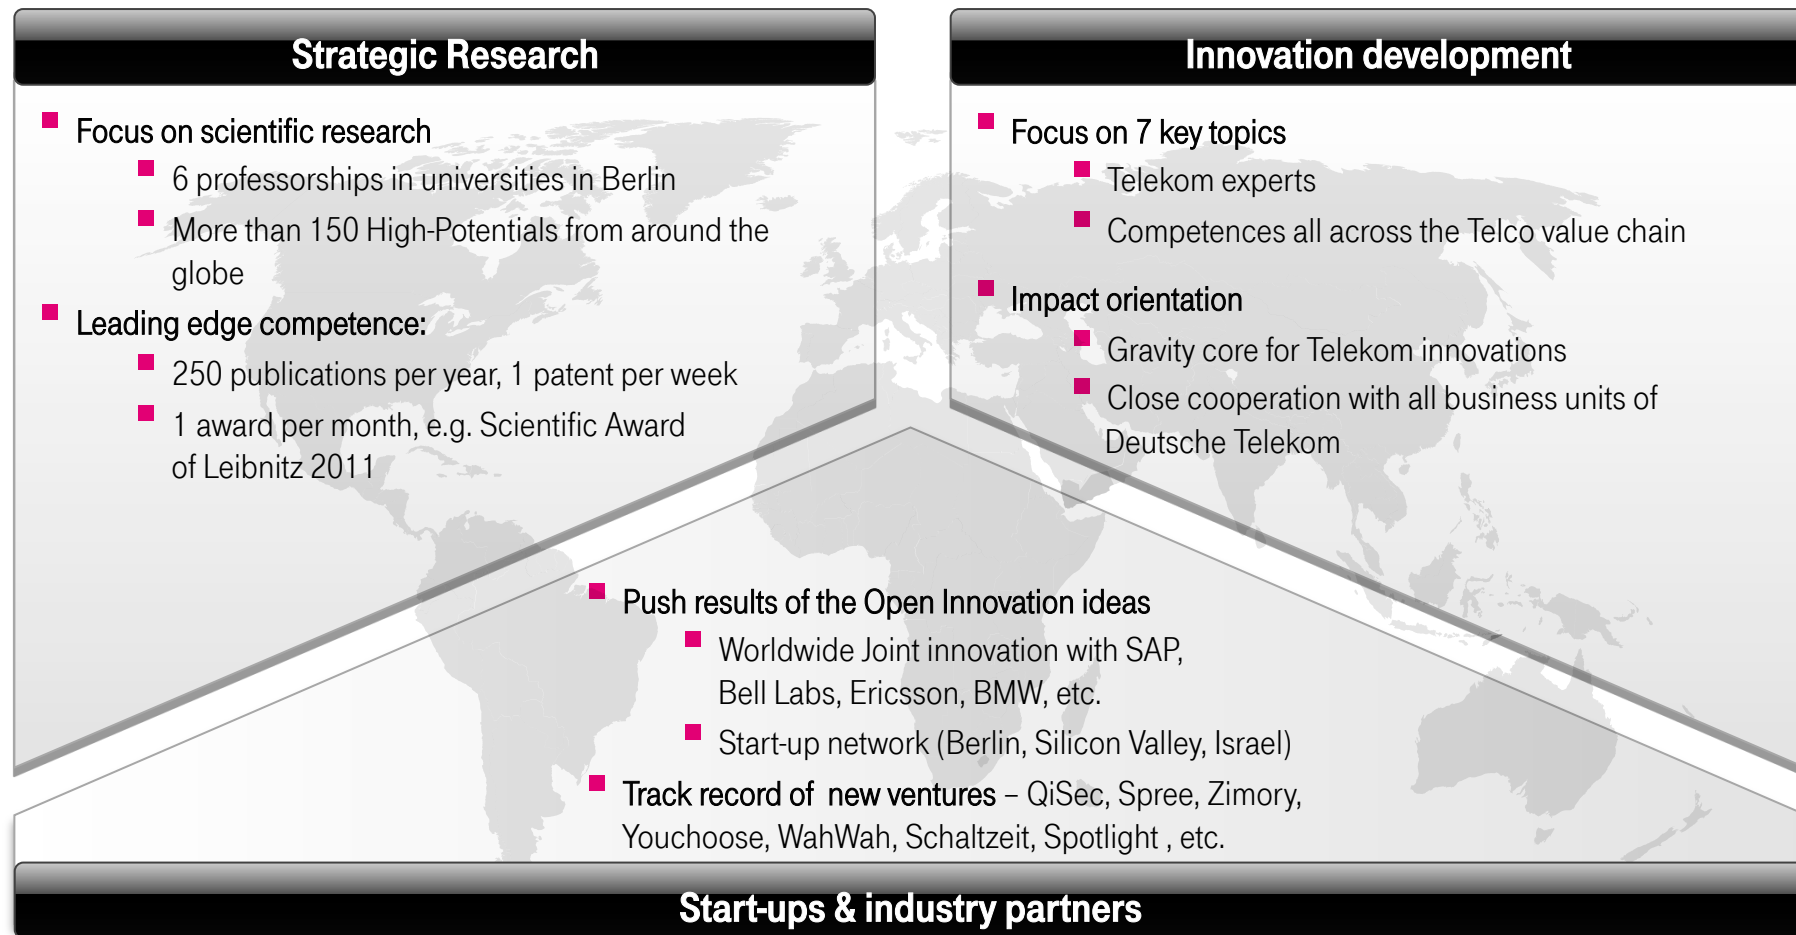 Strategic Research
Focus on scientific research
6 professorships in universities in Berlin
More than 150 High-Potentials from around the
globe
Leading edge competence:
250 publications per year, 1 patent per week
1 award per month, e.g. Scientific Award
of Leibnitz 2011
Innovation development
Focus on 7 key topics
Telekom experts
Competences all across the Telco value chain
Impact orientation
Gravity core for Telekom innovations
Close cooperation with all business units of
Deutsche Telekom
Push results of the Open Innovation ideas
Worldwide Joint innovation with SAP,
Bell Labs, Ericsson, BMW, etc.
Start-up network (Berlin, Silicon Valley, Israel)
Track record of  new ventures – QiSec, Spree, Zimory,
Youchoose, WahWah, Schaltzeit, Spotlight , etc.
Start-ups & industry partners